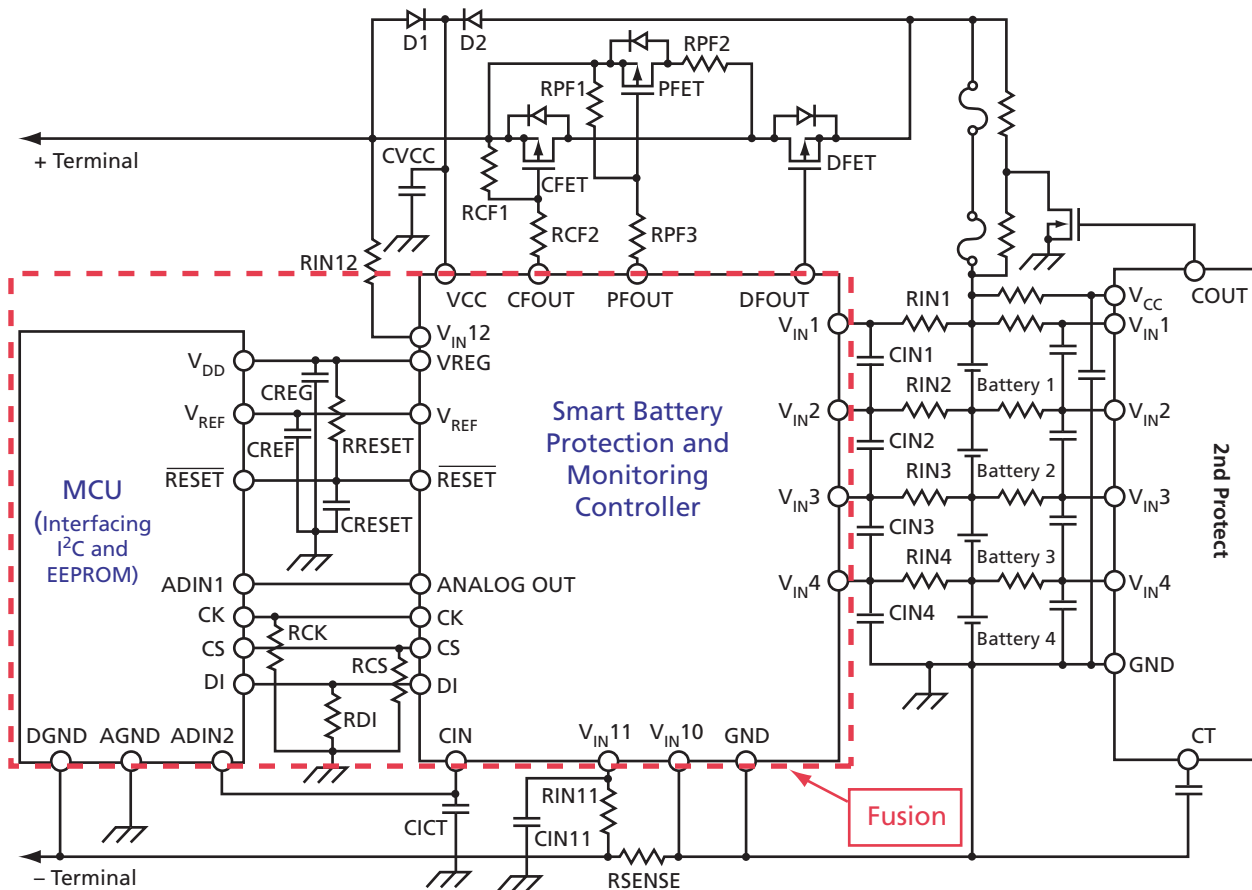 D1 D2
RPF2
RPF1 PFET
+ Terminal
CVCC
CFET
DFET
RCF1
RCF2
RPF3
RIN12
VCC CFOUT PFOUT DFOUT
COUT
VIN12
VREG
VREF
RESET
ANALOG OUT
CK
CS
DI
VDD
VREF
RESET
ADIN1
CK
CS
DI
MCU
(Interfacing
I²C and
EEPROM)
CREG
CREF
RRESET
CRESET
RCK
RCS
RDI
Smart Battery
Protection and
Monitoring
Controller
VIN1
VIN2
VIN3
VIN4
RIN1
CIN1
RIN2
CIN2
RIN3
CIN3
RIN4
CIN4
Battery 1
Battery 2
Battery 3
Battery 4
VCC
VIN1
VIN2
VIN3
VIN4
GND
2nd Protect
CT
DGND AGND ADIN2
CIN
VIN11 VIN10 GND
RIN11
CICT
CIN11
Fusion
RSENSE
– Terminal